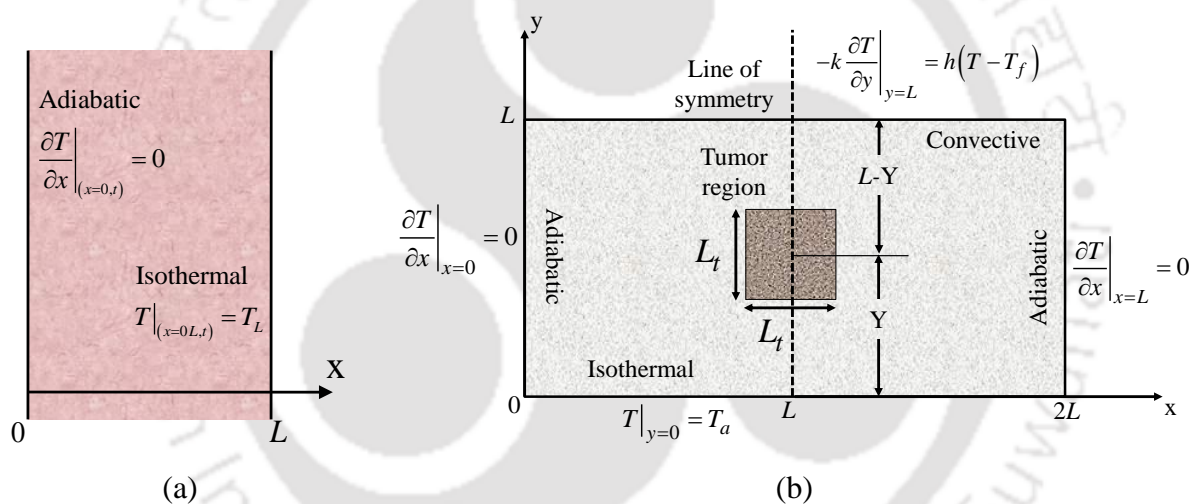 Adiabatic
∂T/∂x|(x=0,t) = 0
Isothermal
T|(x=0L,t) = T_L
X
0
L
(a)
y
Line of
symmetry
-k ∂T/∂y|y=L = h(T − T_f)
L
Convective
Tumor
region
L-Y
Adiabatic
∂T/∂x|x=0 = 0
L_t
Adiabatic
∂T/∂x|x=L = 0
L_t
Y
Isothermal
0
T|y=0 = T_a
L
2L
x
(b)